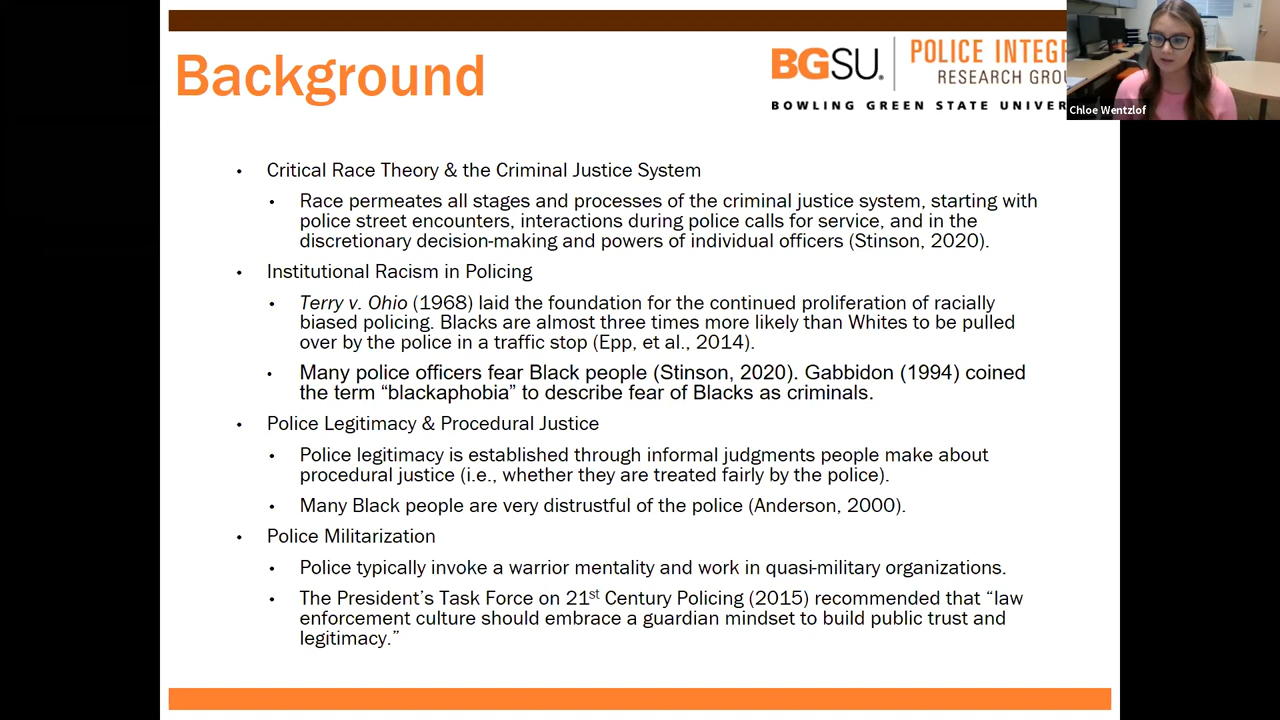 Background
BGSU.
POLICE INTEGR
RESEARCH GROU
BOWLING GREEN STATE UNIVER
Chloe Wentzlof
• Critical Race Theory & the Criminal Justice System
• Race permeates all stages and processes of the criminal justice system, starting with
police street encounters, interactions during police calls for service, and in the
discretionary decision-making and powers of individual officers (Stinson, 2020).
• Institutional Racism in Policing
• Terry v. Ohio (1968) laid the foundation for the continued proliferation of racially
biased policing. Blacks are almost three times more likely than Whites to be pulled
over by the police in a traffic stop (Epp, et al., 2014).
• Many police officers fear Black people (Stinson, 2020). Gabbidon (1994) coined
the term “blackaphobia” to describe fear of Blacks as criminals.
• Police Legitimacy & Procedural Justice
• Police legitimacy is established through informal judgments people make about
procedural justice (i.e., whether they are treated fairly by the police).
• Many Black people are very distrustful of the police (Anderson, 2000).
• Police Militarization
• Police typically invoke a warrior mentality and work in quasi-military organizations.
• The President’s Task Force on 21st Century Policing (2015) recommended that “law
enforcement culture should embrace a guardian mindset to build public trust and
legitimacy.”